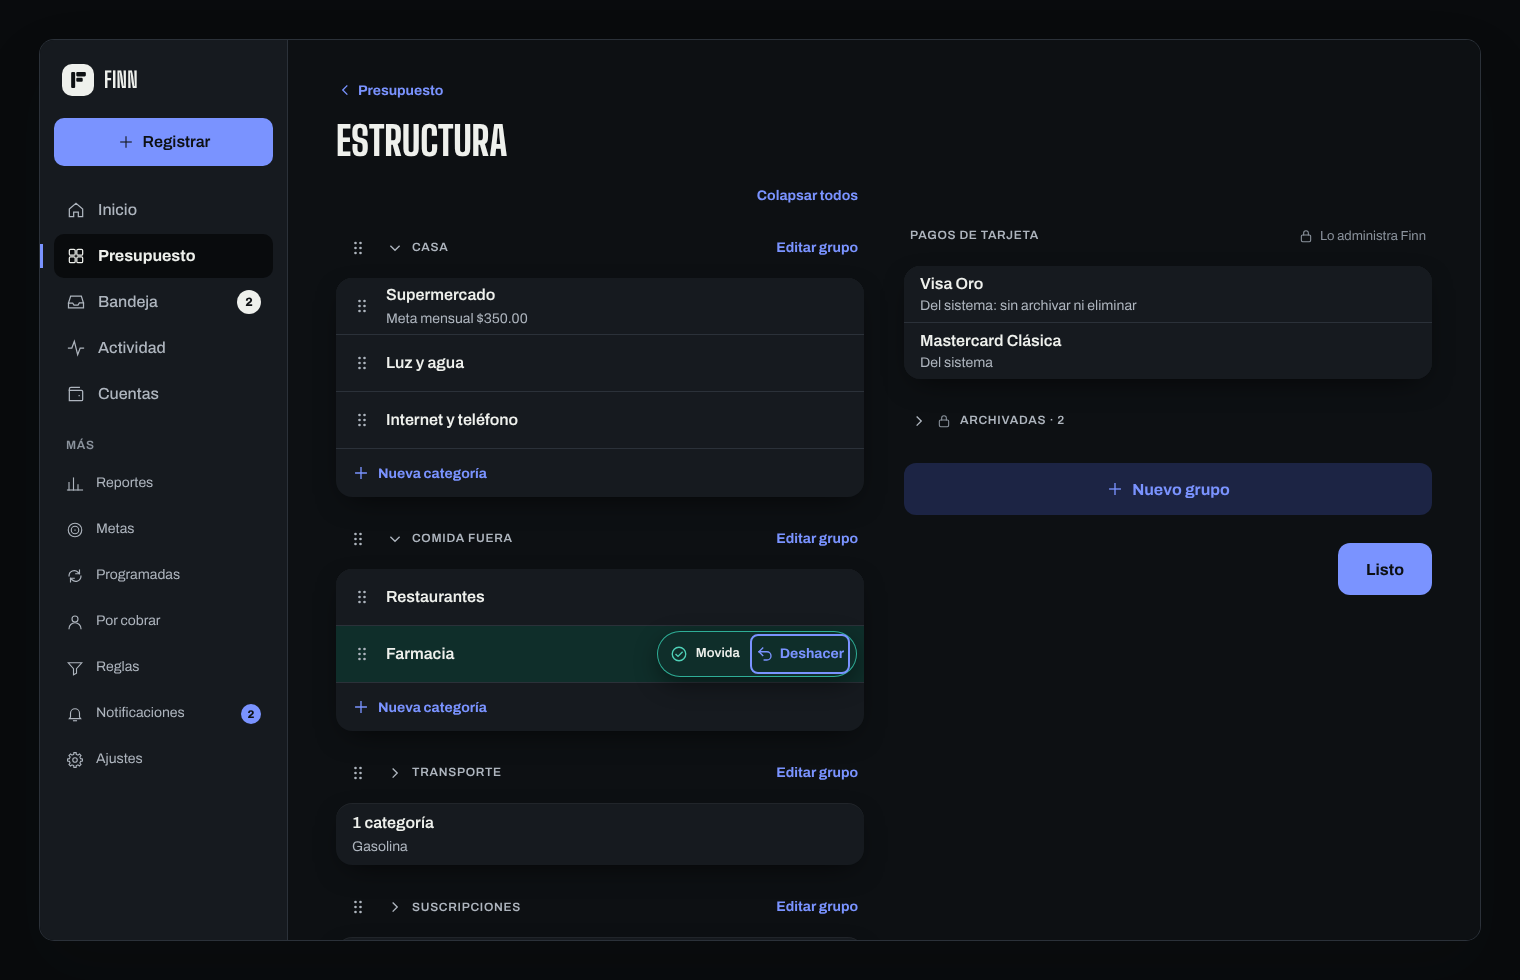 FINN
Registrar
Inicio
Presupuesto
Bandeja 2
Actividad
Cuentas
MÁS
Reportes
Metas
Programadas
Por cobrar
Reglas
Notificaciones 2
Ajustes
Presupuesto
ESTRUCTURA
Colapsar todos
CASA Editar grupo
Supermercado
Meta mensual $350.00
Luz y agua
Internet y teléfono
Nueva categoría
COMIDA FUERA Editar grupo
Restaurantes
Farmacia Movida Deshacer
Nueva categoría
TRANSPORTE Editar grupo
1 categoría
Gasolina
SUSCRIPCIONES Editar grupo
PAGOS DE TARJETA Lo administra Finn
Visa Oro
Del sistema: sin archivar ni eliminar
Mastercard Clásica
Del sistema
ARCHIVADAS · 2
Nuevo grupo
Listo